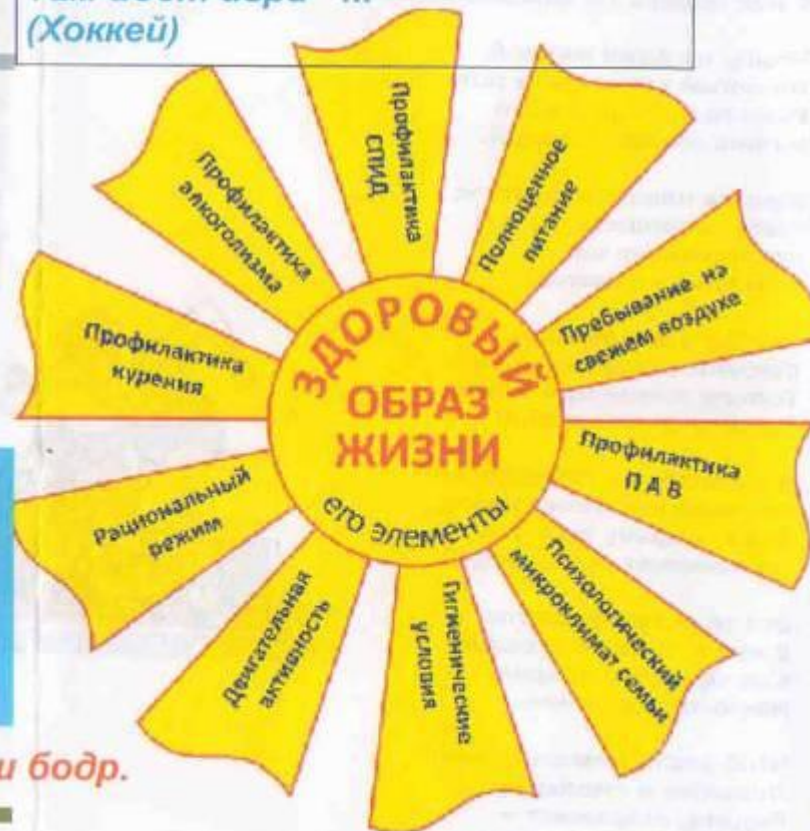 (Хоккей)
Профилактика
СПИД
Полноценное
питание
Пребывание на
свежем воздухе
Профилактика
ПАВ
Психологический
микроклимат семьи
Гигиенические
условия
Двигательная
активность
Рациональный
режим
Профилактика
курения
Профилактика
алкоголизма
ЗДОРОВЫЙ
ОБРАЗ
ЖИЗНИ
его элементы
и бодр.